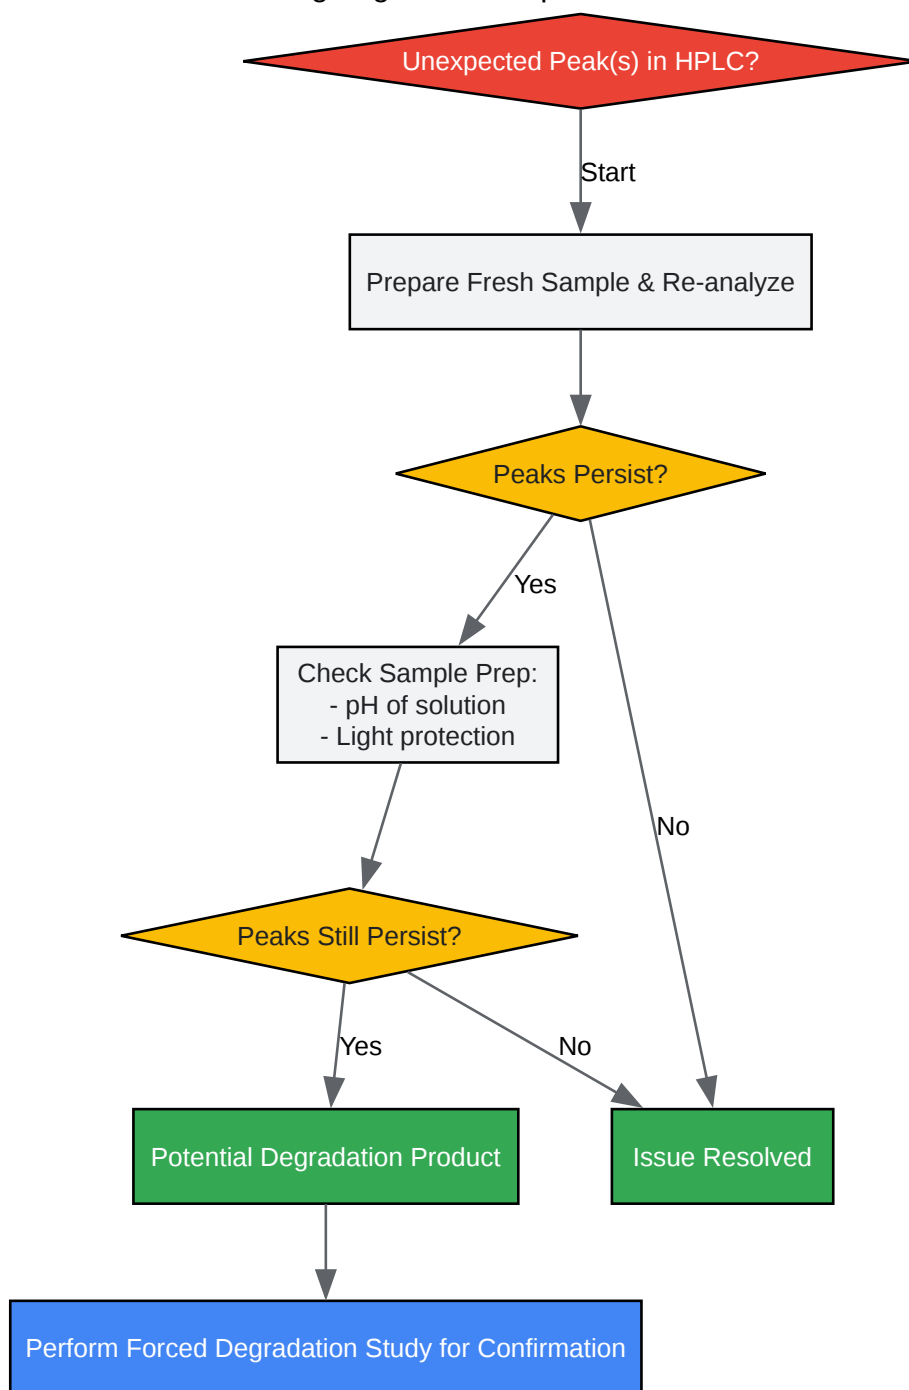 Unexpected Peak(s) in HPLC?
Start
Prepare Fresh Sample & Re-analyze
Peaks Persist?
Yes
Check Sample Prep:
- pH of solution
- Light protection
No
Peaks Still Persist?
Yes
No
Potential Degradation Product
Issue Resolved
Perform Forced Degradation Study for Confirmation